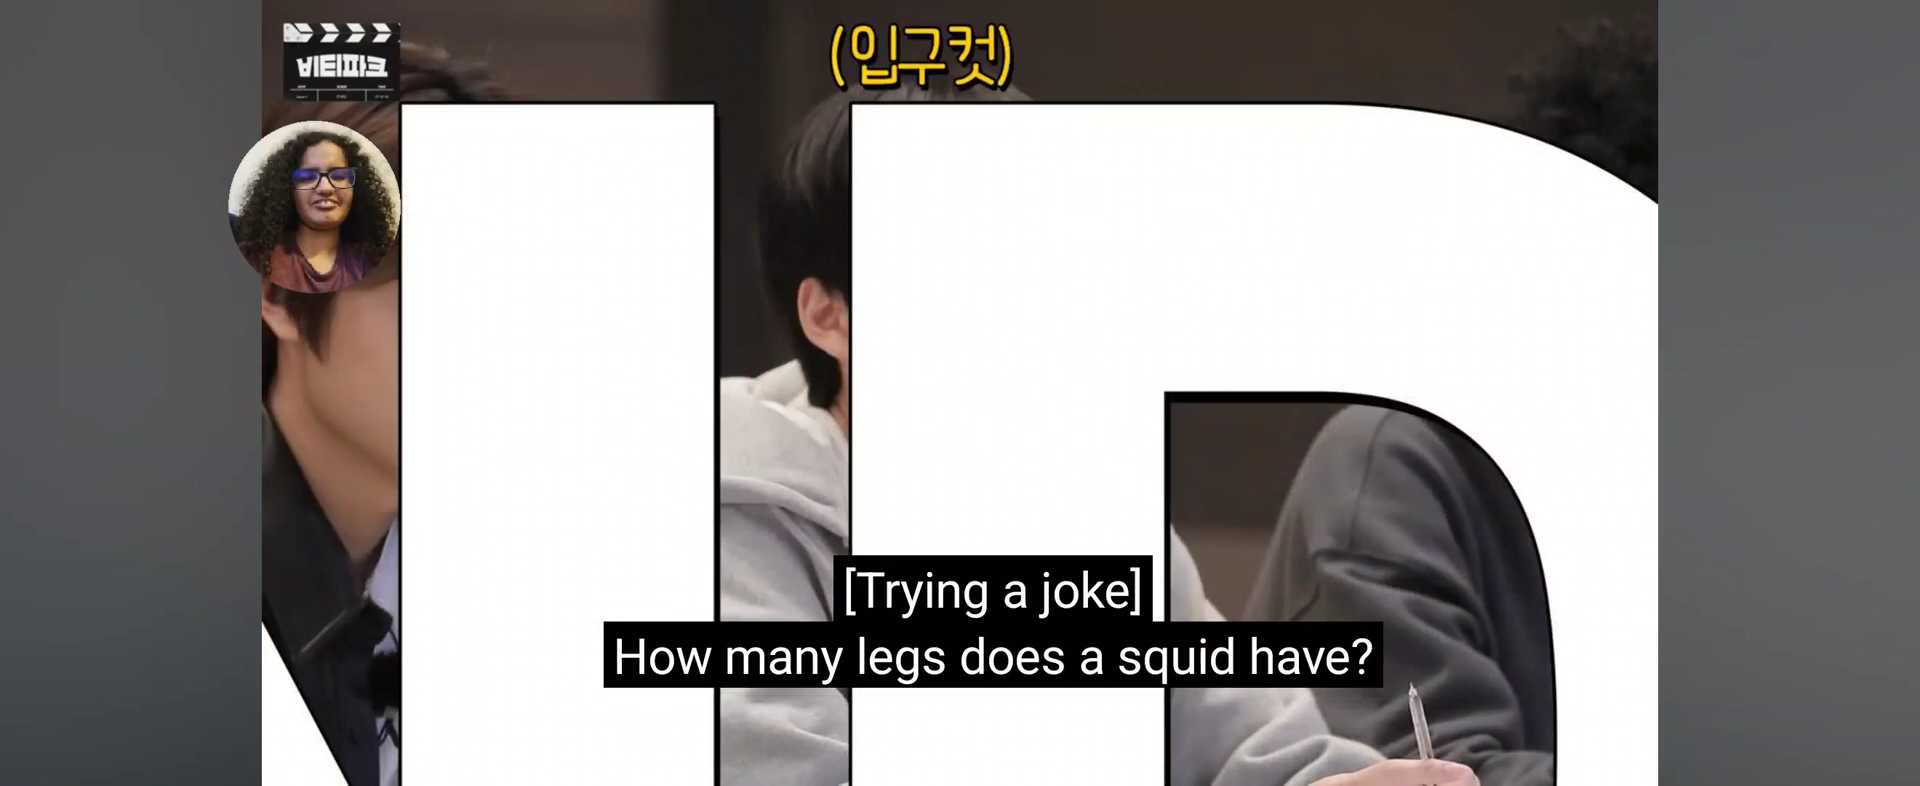 비티파크
(입구컷)
[Trying a joke]
How many legs does a squid have?